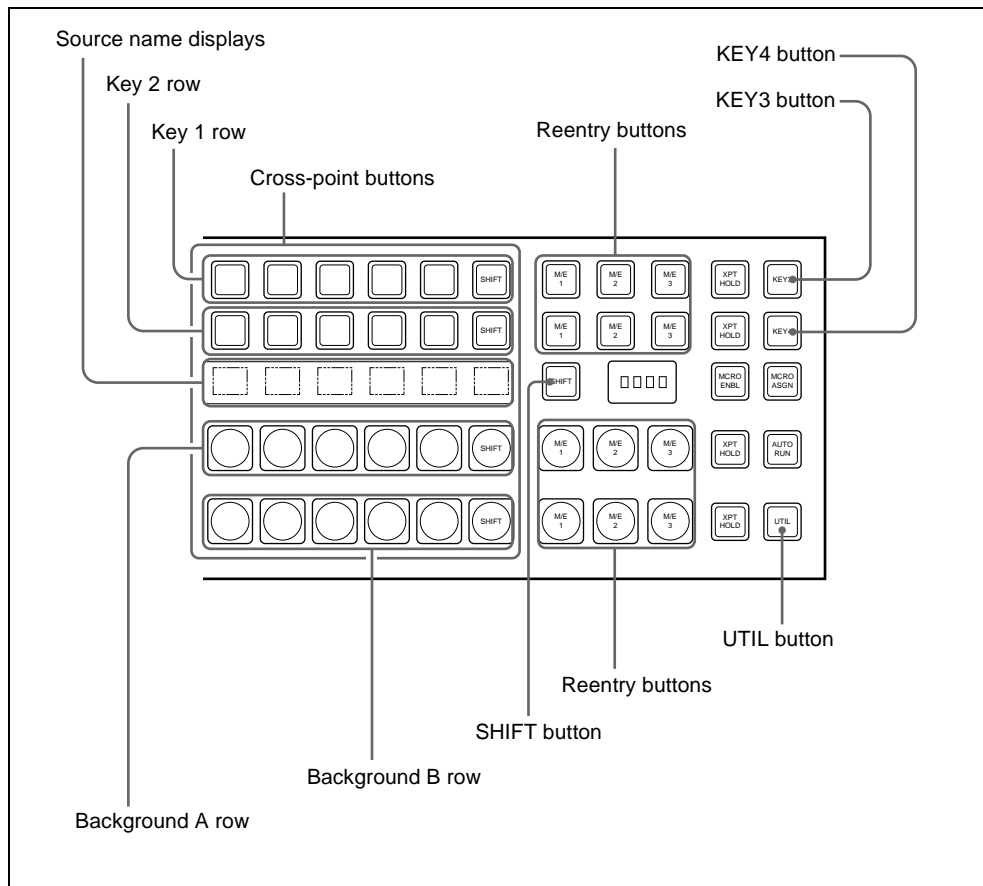 Source name displays
KEY4 button
Key 2 row
KEY3 button
Key 1 row
Reentry buttons
Cross-point buttons
SHIFT
M/E
1
M/E
2
M/E
3
XPT
HOLD
KEY3
SHIFT
M/E
1
M/E
2
M/E
3
XPT
HOLD
KEY4
SHIFT
MCRO
ENBL
MCRO
ASGN
SHIFT
M/E
1
M/E
2
M/E
3
XPT
HOLD
AUTO
RUN
SHIFT
M/E
1
M/E
2
M/E
3
XPT
HOLD
UTIL
UTIL button
Reentry buttons
SHIFT button
Background B row
Background A row